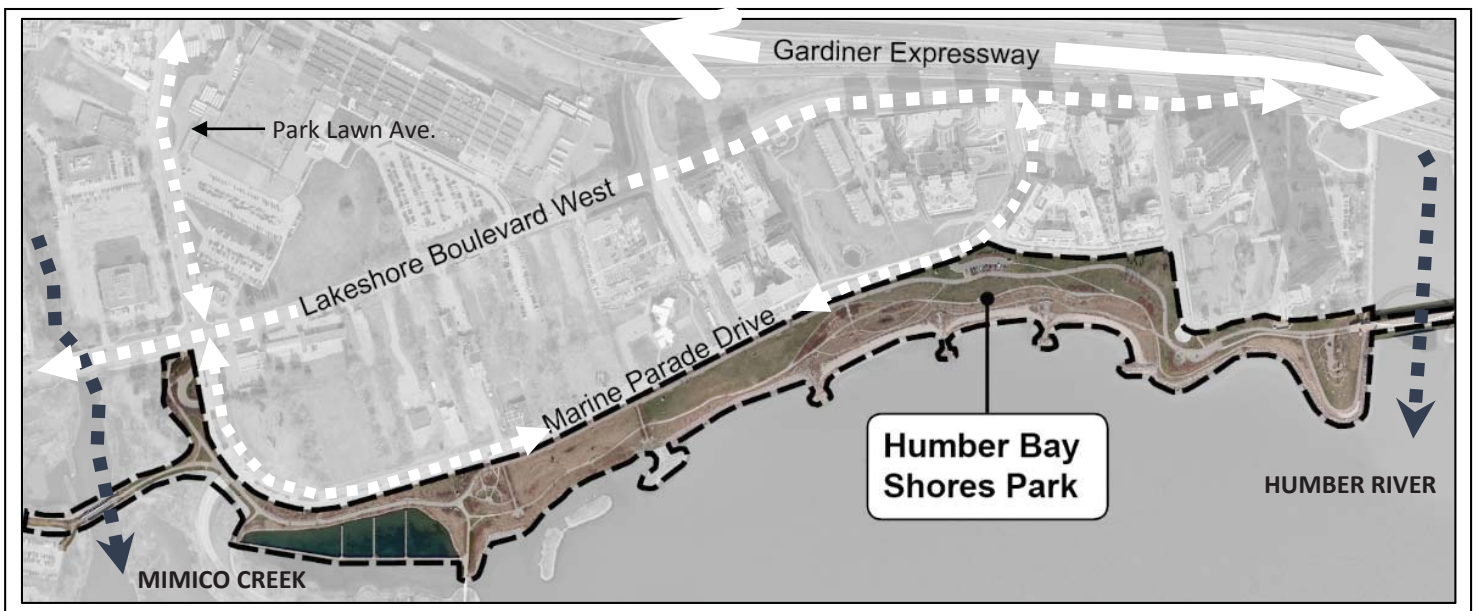 Gardiner Expressway
Park Lawn Ave.
Lakeshore Boulevard West
Marine Parade Drive
Humber Bay
Shores Park
HUMBER RIVER
MIMICO CREEK